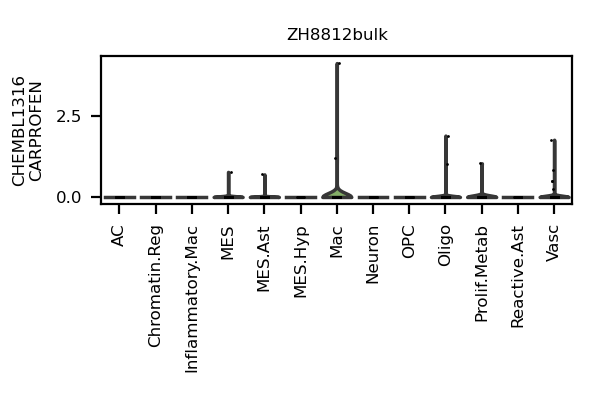 ZH8812bulk
CHEMBL1316
CARPROFEN
2.5
0.0
AC
Chromatin.Reg
Inflammatory.Mac
MES
MES.Ast
MES.Hyp
Mac
Neuron
OPC
Oligo
Prolif.Metab
Reactive.Ast
Vasc